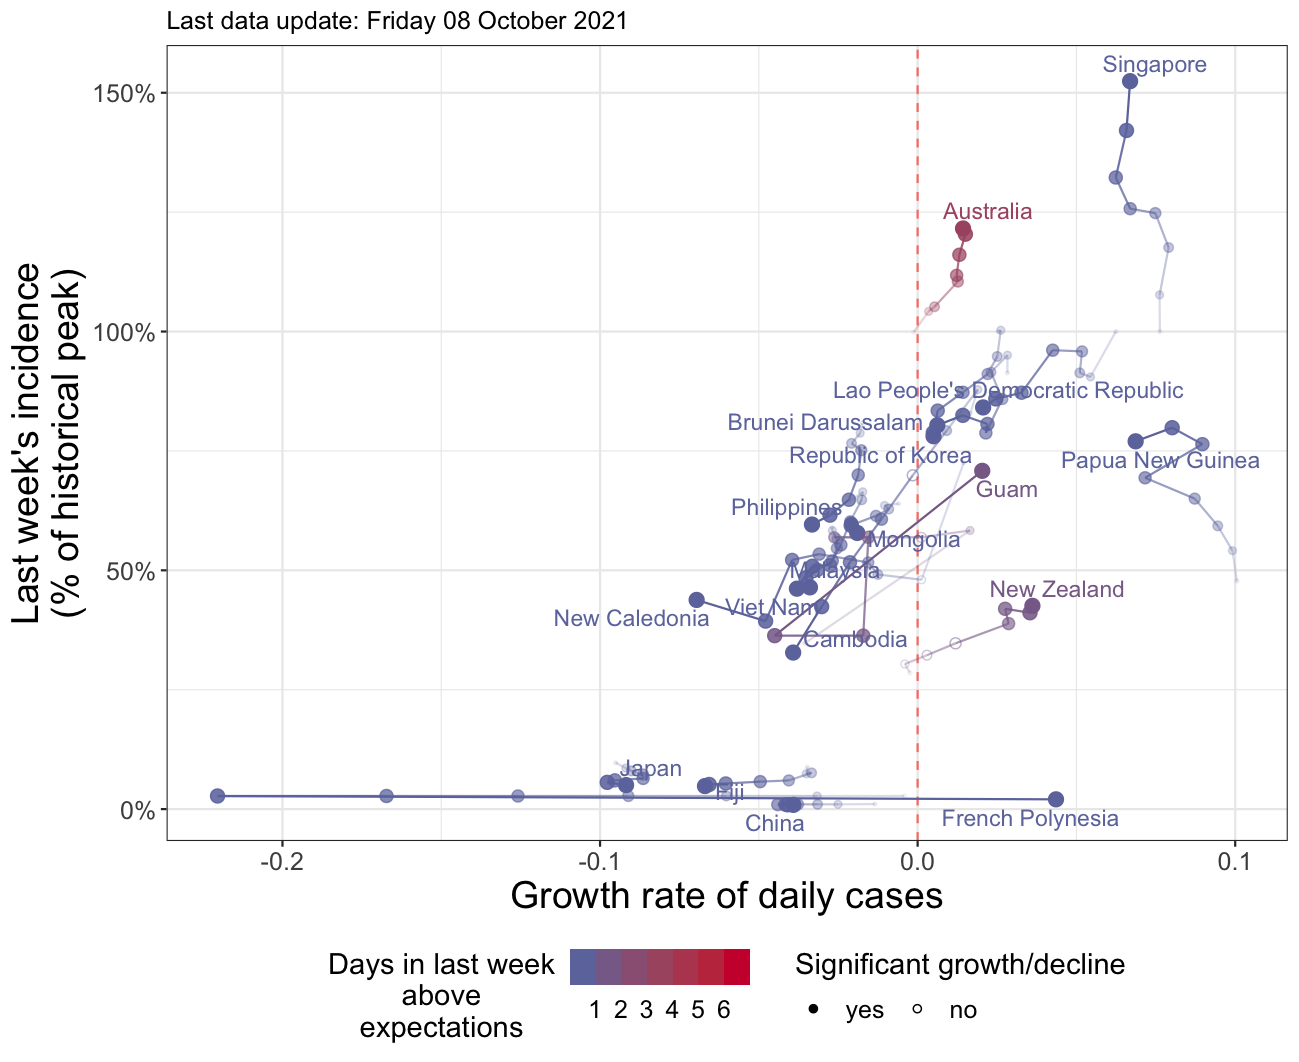 Last data update: Friday 08 October 2021
Singapore
150%
Australia
100%
Lao People's Democratic Republic
Brunei Darussalam
Republic of Korea
Papua New Guinea
Guam
Philippines
Mongolia
50%
Malaysia
New Zealand
Viet Nam
New Caledonia
Cambodia
Japan
Fiji
0%
China
French Polynesia
Last week's incidence
(% of historical peak)
-0.2 -0.1 0.0 0.1
Growth rate of daily cases
Days in last week
above
expectations
1 2 3 4 5 6
Significant growth/decline
yes no